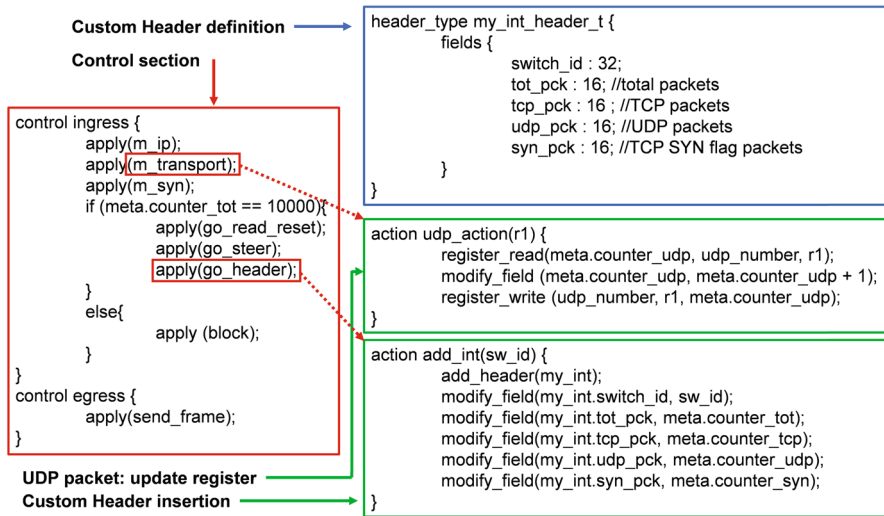 Custom Header definition
Control section
header_type my_int_header_t {
fields {
switch_id : 32;
tot_pck : 16; //total packets
tcp_pck : 16 ; //TCP packets
udp_pck : 16; //UDP packets
syn_pck : 16; //TCP SYN flag packets
}
}
control ingress {
apply(m_ip);
apply(m_transport);
apply(m_syn);
if (meta.counter_tot == 10000){
apply(go_read_reset);
apply(go_steer);
apply(go_header);
}
else{
apply (block);
}
}
control egress {
apply(send_frame);
}
action udp_action(r1) {
register_read(meta.counter_udp, udp_number, r1);
modify_field (meta.counter_udp, meta.counter_udp + 1);
register_write (udp_number, r1, meta.counter_udp);
}
action add_int(sw_id) {
add_header(my_int);
modify_field(my_int.switch_id, sw_id);
modify_field(my_int.tot_pck, meta.counter_tot);
modify_field(my_int.tcp_pck, meta.counter_tcp);
modify_field(my_int.udp_pck, meta.counter_udp);
modify_field(my_int.syn_pck, meta.counter_syn);
}
UDP packet: update register
Custom Header insertion